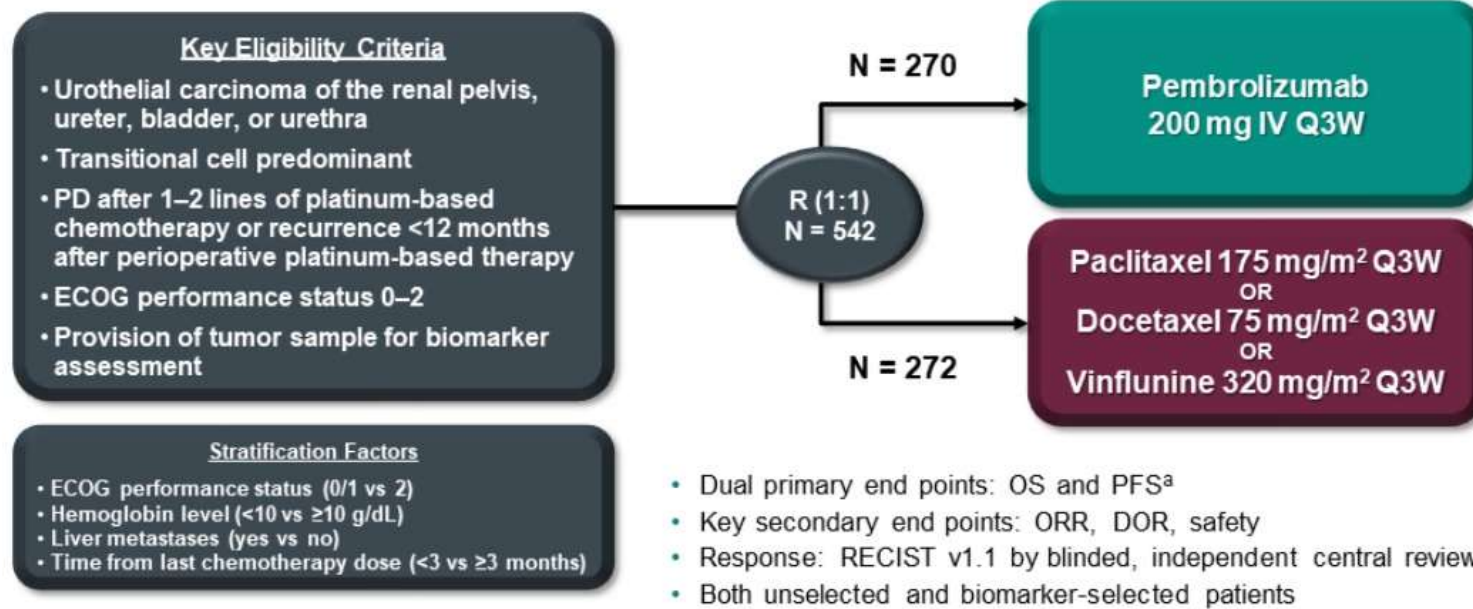 Key Eligibility Criteria
• Urothelial carcinoma of the renal pelvis,
ureter, bladder, or urethra
• Transitional cell predominant
• PD after 1–2 lines of platinum-based
chemotherapy or recurrence <12 months
after perioperative platinum-based therapy
• ECOG performance status 0–2
• Provision of tumor sample for biomarker
assessment
Stratification Factors
• ECOG performance status (0/1 vs 2)
• Hemoglobin level (<10 vs ≥10 g/dL)
• Liver metastases (yes vs no)
• Time from last chemotherapy dose (<3 vs ≥3 months)
R (1:1)
N = 542
N = 270
Pembrolizumab
200 mg IV Q3W
N = 272
Paclitaxel 175 mg/m² Q3W
OR
Docetaxel 75 mg/m² Q3W
OR
Vinflunine 320 mg/m² Q3W
• Dual primary end points: OS and PFSᵃ
• Key secondary end points: ORR, DOR, safety
• Response: RECIST v1.1 by blinded, independent central review
• Both unselected and biomarker-selected patients